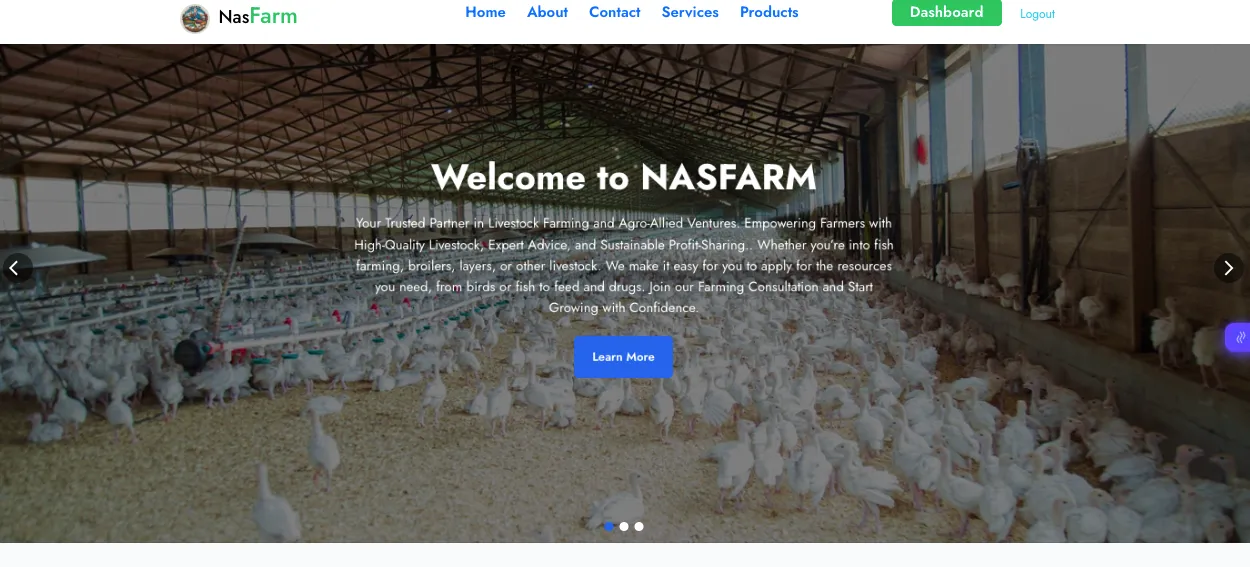 NasFarm
Home About Contact Services Products
Dashboard Logout
Welcome to NASFARM
Your Trusted Partner in Livestock Farming and Agro-Allied Ventures. Empowering Farmers with
High-Quality Livestock, Expert Advice, and Sustainable Profit-Sharing.. Whether you're into fish
farming, broilers, layers, or other livestock. We make it easy for you to apply for the resources
you need, from birds or fish to feed and drugs. Join our Farming Consultation and Start
Growing with Confidence.
Learn More